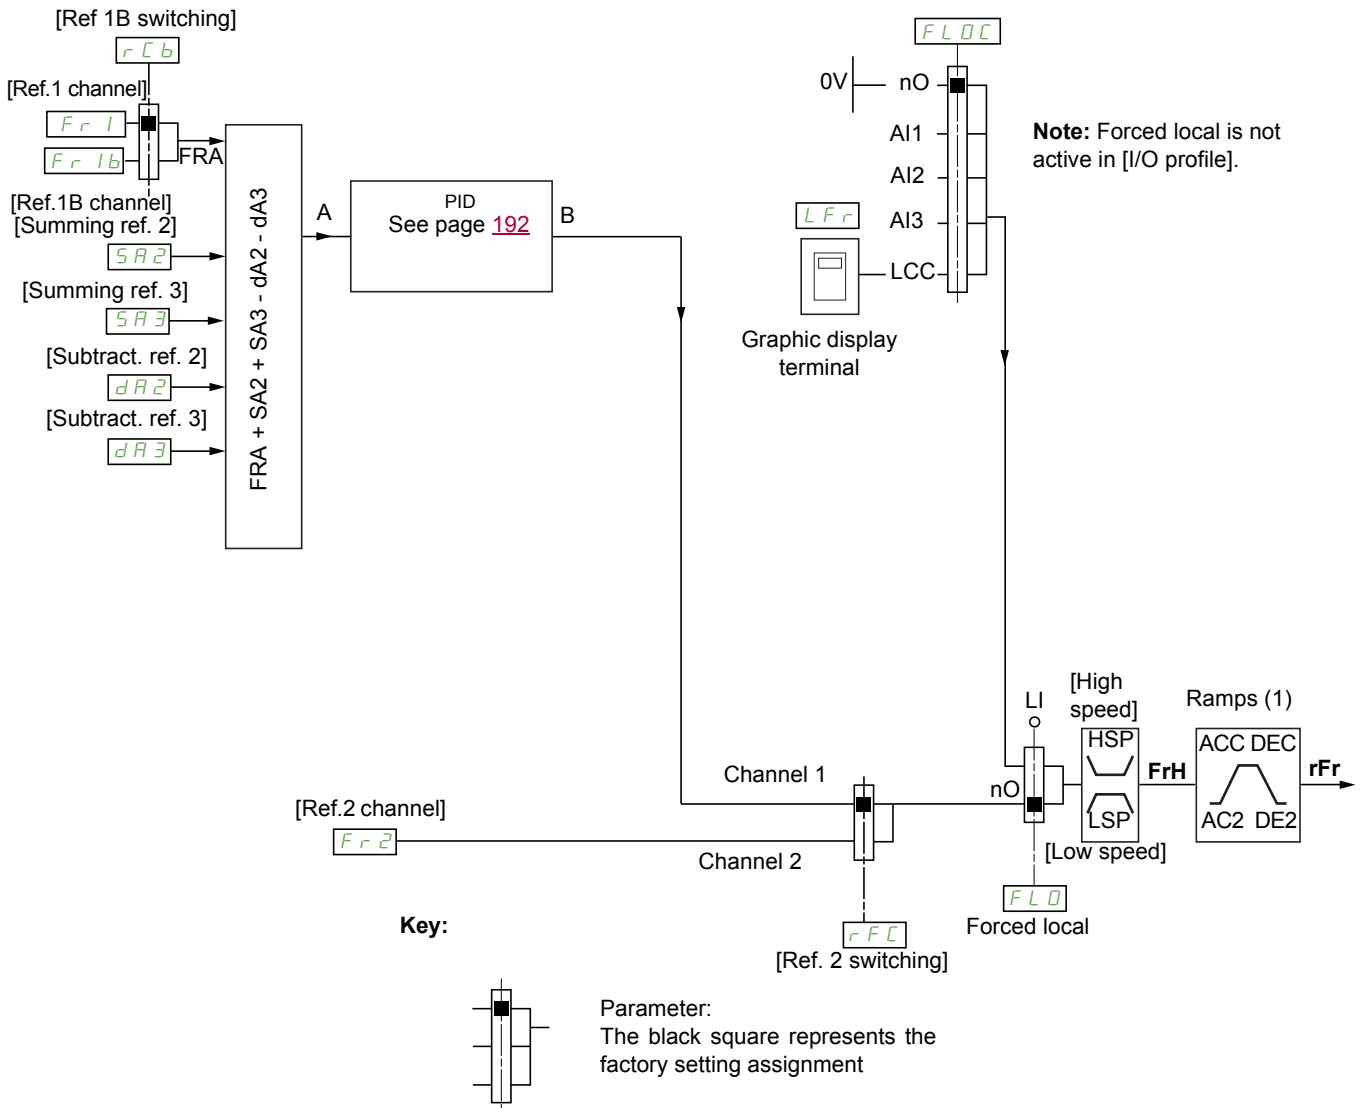 [Ref 1B switching]
rCb
[Ref.1 channel]
Fr1
Fr1b
FRA
[Ref.1B channel]
[Summing ref. 2]
SA2
[Summing ref. 3]
SA3
[Subtract. ref. 2]
dA2
[Subtract. ref. 3]
dA3
FRA + SA2 + SA3 - dA2 - dA3
A
PID
See page 192
B
FLOC
0V
nO
AI1
AI2
AI3
LCC
LFr
Graphic display
terminal
Note: Forced local is not
active in [I/O profile].
Channel 1
[Ref.2 channel]
Fr2
Channel 2
rFC
[Ref. 2 switching]
LI
nO
FLO
Forced local
[High
speed]
HSP
LSP
[Low speed]
FrH
Ramps (1)
ACC DEC
AC2 DE2
rFr
Key:
Parameter:
The black square represents the
factory setting assignment